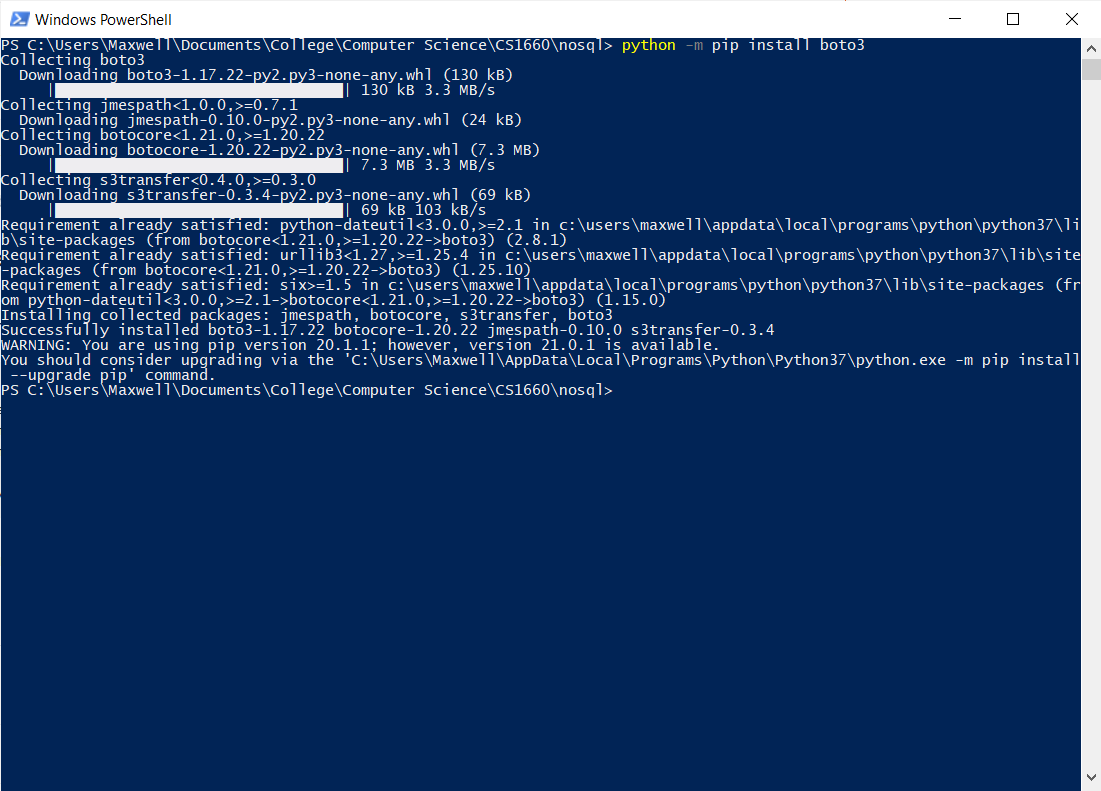 Windows PowerShell
PS C:\Users\Maxwell\Documents\College\Computer Science\CS1660\nosql> python -m pip install boto3
Collecting boto3
  Downloading boto3-1.17.22-py2.py3-none-any.whl (130 kB)
     |                                | 130 kB 3.3 MB/s
Collecting jmespath<1.0.0,>=0.7.1
  Downloading jmespath-0.10.0-py2.py3-none-any.whl (24 kB)
Collecting botocore<1.21.0,>=1.20.22
  Downloading botocore-1.20.22-py2.py3-none-any.whl (7.3 MB)
     |                                | 7.3 MB 3.3 MB/s
Collecting s3transfer<0.4.0,>=0.3.0
  Downloading s3transfer-0.3.4-py2.py3-none-any.whl (69 kB)
     |                                | 69 kB 103 kB/s
Requirement already satisfied: python-dateutil<3.0.0,>=2.1 in c:\users\maxwell\appdata\local\programs\python\python37\li
b\site-packages (from botocore<1.21.0,>=1.20.22->boto3) (2.8.1)
Requirement already satisfied: urllib3<1.27,>=1.25.4 in c:\users\maxwell\appdata\local\programs\python\python37\lib\site
-packages (from botocore<1.21.0,>=1.20.22->boto3) (1.25.10)
Requirement already satisfied: six>=1.5 in c:\users\maxwell\appdata\local\programs\python\python37\lib\site-packages (fr
om python-dateutil<3.0.0,>=2.1->botocore<1.21.0,>=1.20.22->boto3) (1.15.0)
Installing collected packages: jmespath, botocore, s3transfer, boto3
Successfully installed boto3-1.17.22 botocore-1.20.22 jmespath-0.10.0 s3transfer-0.3.4
WARNING: You are using pip version 20.1.1; however, version 21.0.1 is available.
You should consider upgrading via the 'C:\Users\Maxwell\AppData\Local\Programs\Python\Python37\python.exe -m pip install
 --upgrade pip' command.
PS C:\Users\Maxwell\Documents\College\Computer Science\CS1660\nosql>